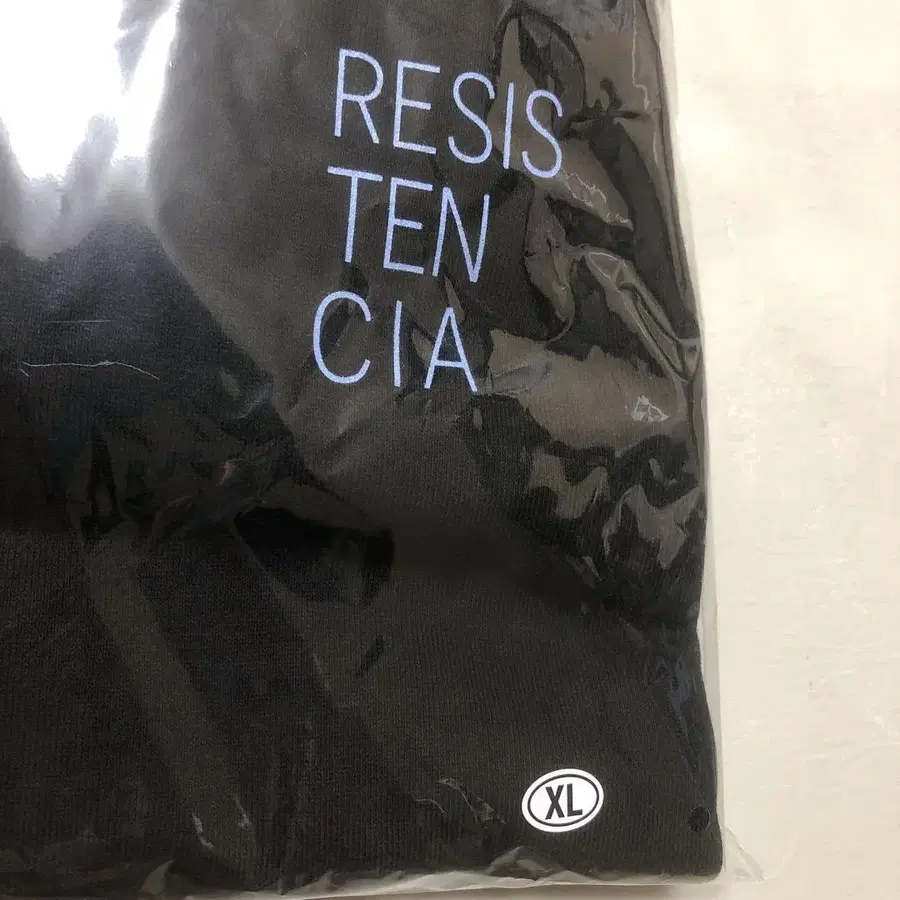 RESIS
TEN
CIA
XL